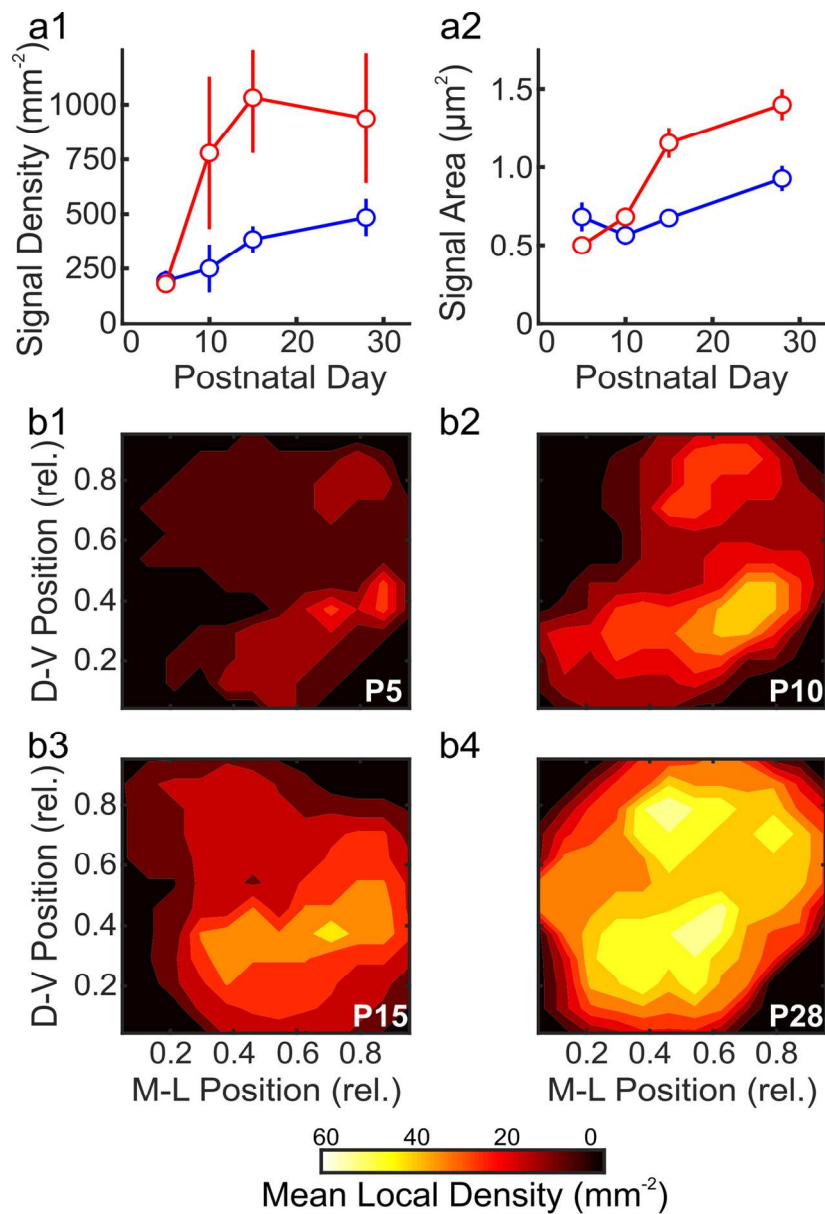 a1
a2
Signal Density (mm⁻²)
1000
750
500
250
0
0
10
20
30
Postnatal Day
Signal Area (µm²)
1.5
1.0
0.5
0
0
10
20
30
Postnatal Day
b1
b2
D-V Position (rel.)
0.8
0.6
0.4
0.2
P5
P10
b3
b4
D-V Position (rel.)
0.8
0.6
0.4
0.2
P15
P28
0.2 0.4 0.6 0.8
0.2 0.4 0.6 0.8
M-L Position (rel.)
M-L Position (rel.)
60 40 20 0
Mean Local Density (mm⁻²)